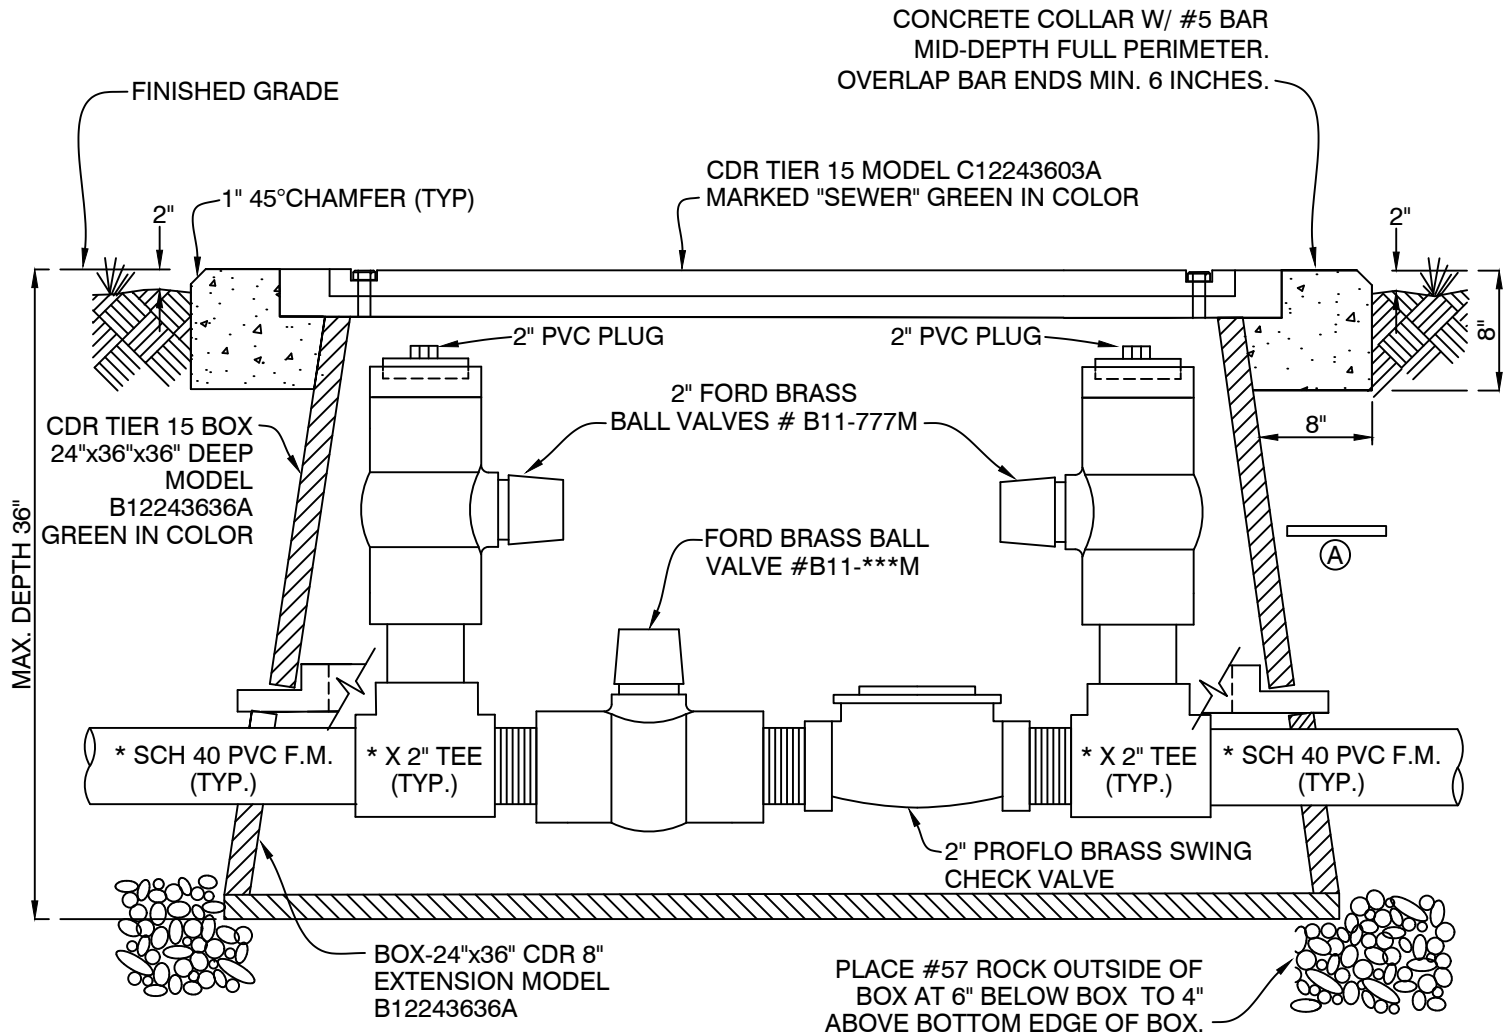 CONCRETE COLLAR W/ #5 BAR
MID-DEPTH FULL PERIMETER.
OVERLAP BAR ENDS MIN. 6 INCHES.
FINISHED GRADE
CDR TIER 15 MODEL C12243603A
MARKED "SEWER" GREEN IN COLOR
1" 45°CHAMFER (TYP)
2"
2"
8"
8"
2" PVC PLUG
2" PVC PLUG
2" FORD BRASS
BALL VALVES # B11-777M
CDR TIER 15 BOX
24"x36"x36" DEEP
MODEL
B12243636A
GREEN IN COLOR
MAX. DEPTH 36"
FORD BRASS BALL
VALVE #B11-***M
A
* SCH 40 PVC F.M.
(TYP.)
* X 2" TEE
(TYP.)
* X 2" TEE
(TYP.)
* SCH 40 PVC F.M.
(TYP.)
2" PROFLO BRASS SWING
CHECK VALVE
BOX-24"x36" CDR 8"
EXTENSION MODEL
B12243636A
PLACE #57 ROCK OUTSIDE OF
BOX AT 6" BELOW BOX TO 4"
ABOVE BOTTOM EDGE OF BOX.